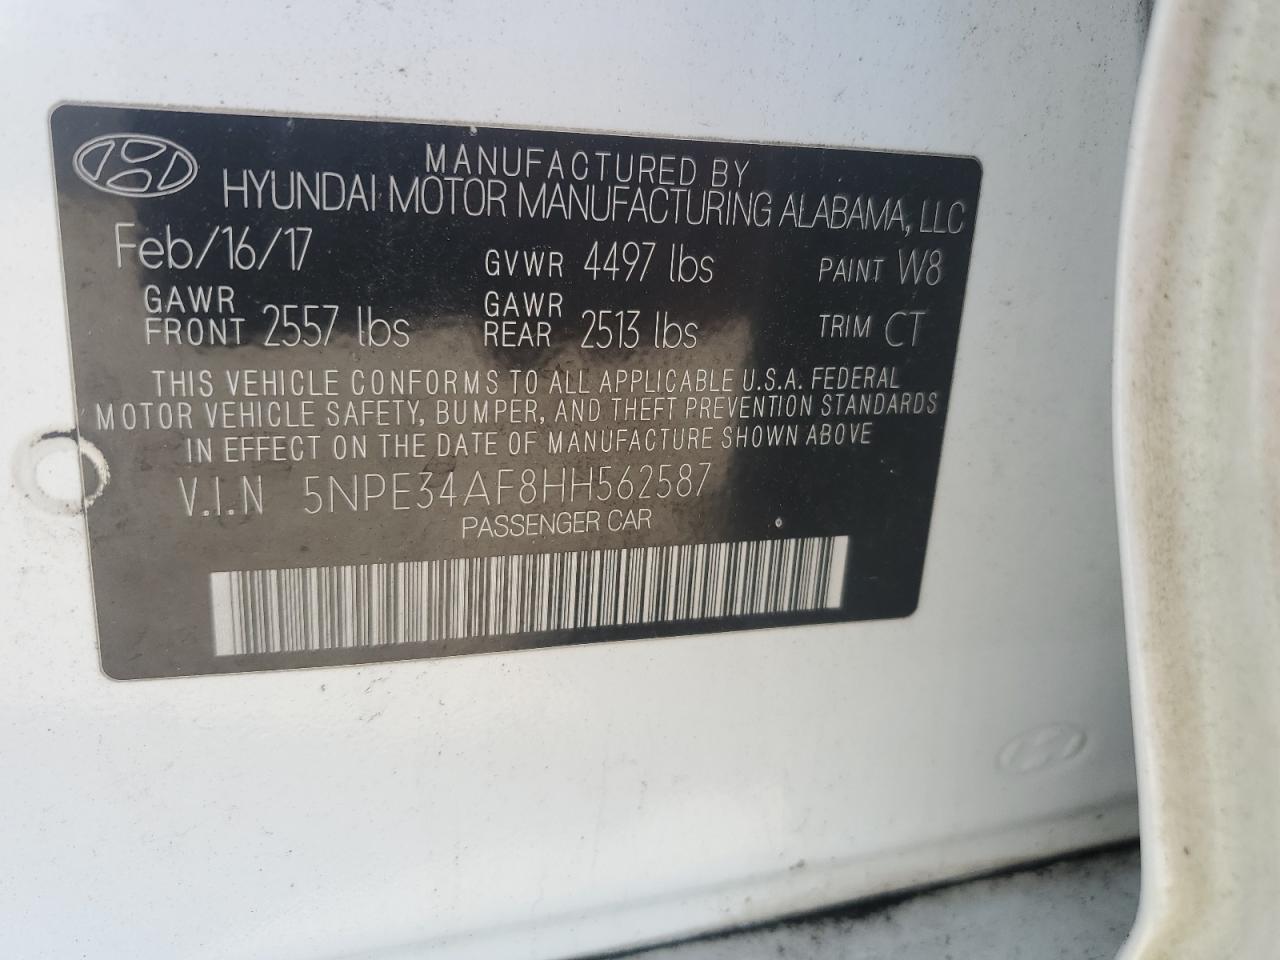 MANUFACTURED BY
HYUNDAI MOTOR MANUFACTURING ALABAMA, LLC
Feb/16/17 GVWR 4497 lbs PAINT W8
GAWR FRONT 2557 lbs GAWR REAR 2513 lbs TRIM CT
THIS VEHICLE CONFORMS TO ALL APPLICABLE U.S.A. FEDERAL
MOTOR VEHICLE SAFETY, BUMPER, AND THEFT PREVENTION STANDARDS
IN EFFECT ON THE DATE OF MANUFACTURE SHOWN ABOVE
V.I.N 5NPE34AF8HH562587
PASSENGER CAR